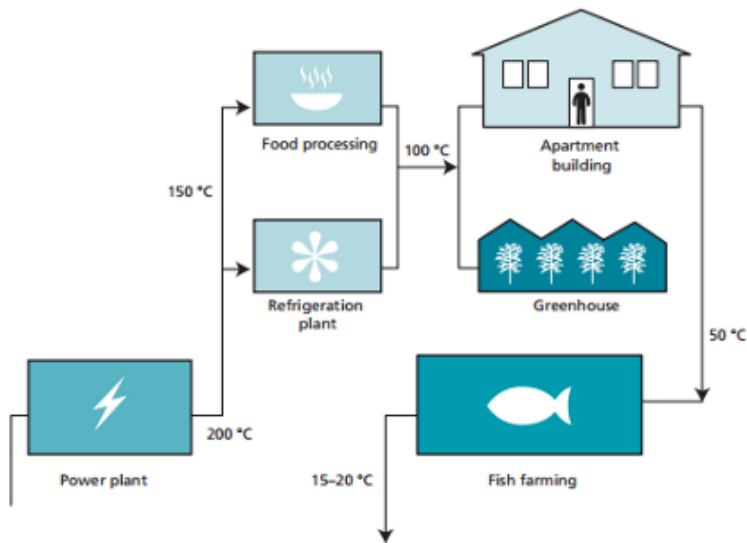 Food processing
100 °C
Apartment
building
150 °C
Refrigeration
plant
Greenhouse
50 °C
200 °C
Power plant
15–20 °C
Fish farming